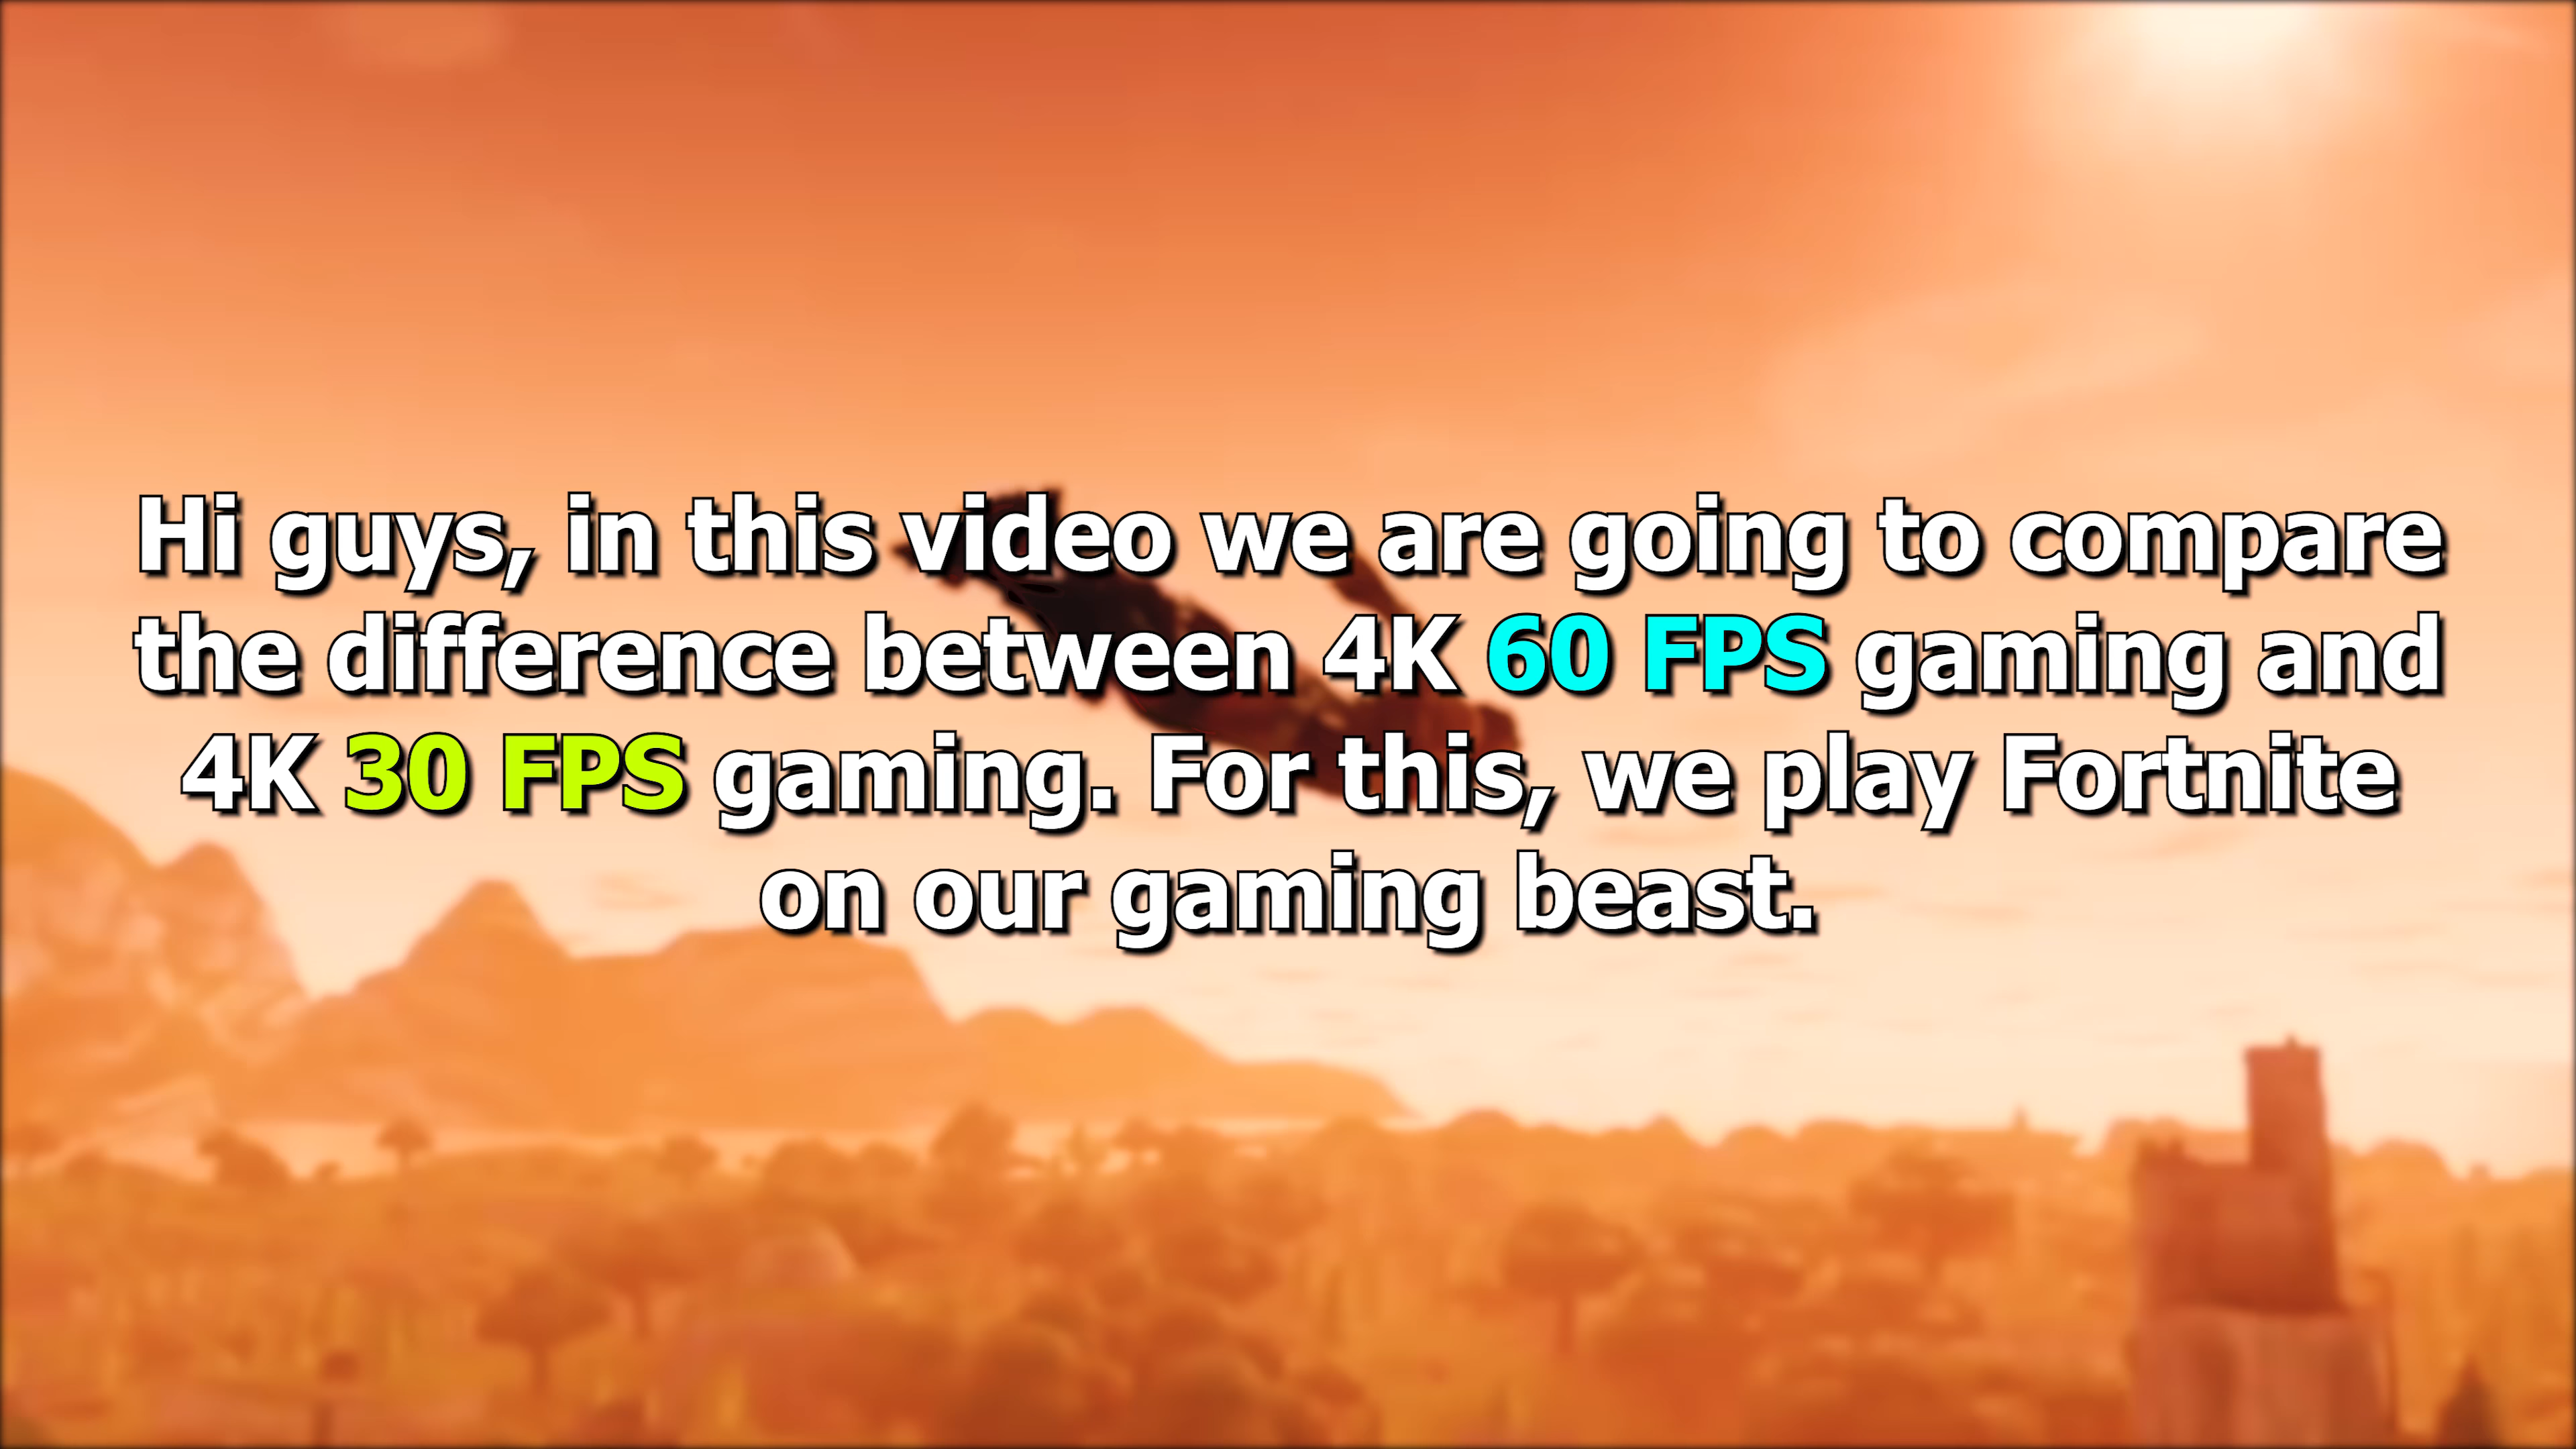 Hi guys, in this video we are going to compare
the difference between 4K 60 FPS gaming and
4K 30 FPS gaming. For this, we play Fortnite
on our gaming beast.